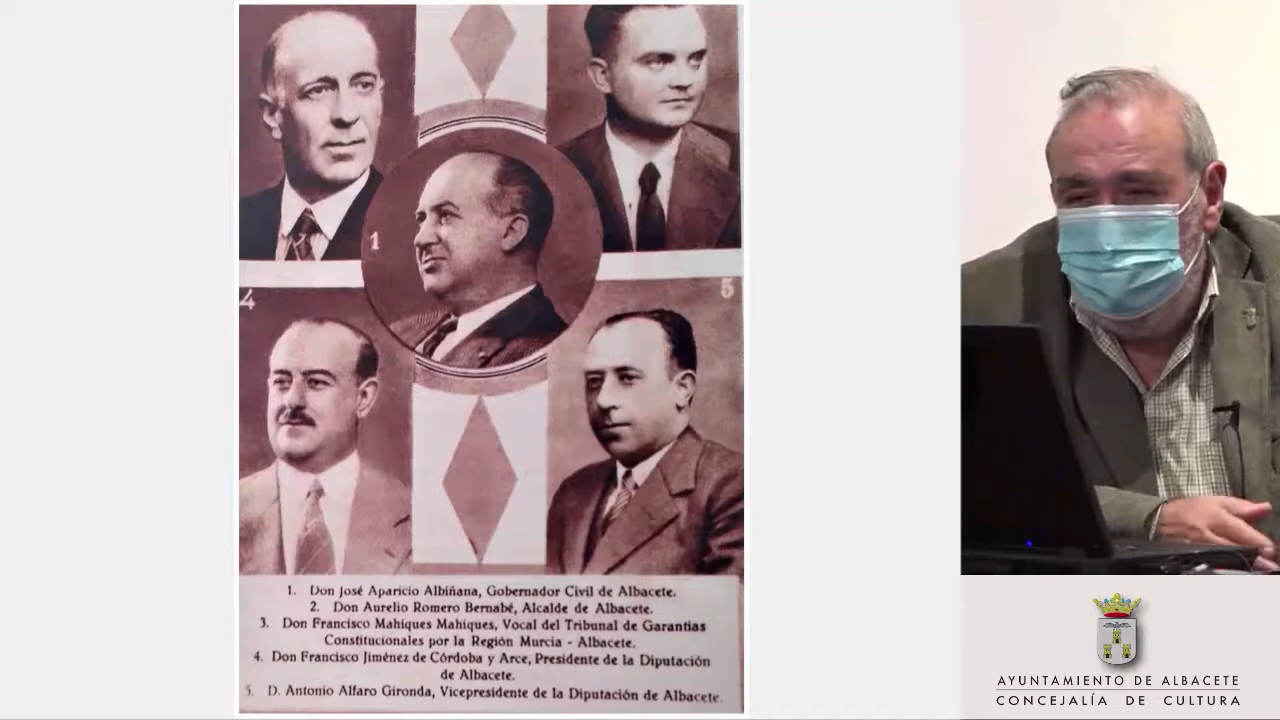 1
4
5
1. Don José Aparicio Albiñana, Gobernador Civil de Albacete.
2. Don Aurelio Romero Bernabé, Alcalde de Albacete.
3. Don Francisco Mahiques Mahiques, Vocal del Tribunal de Garantias
Constitucionales por la Región Murcia - Albacete.
4. Don Francisco Jiménez de Córdoba y Arce, Presidente de la Diputación
de Albacete.
5. D. Antonio Alfaro Gironda, Vicepresidente de la Diputación de Albacete.
AYUNTAMIENTO DE ALBACETE
CONCEJALÍA DE CULTURA